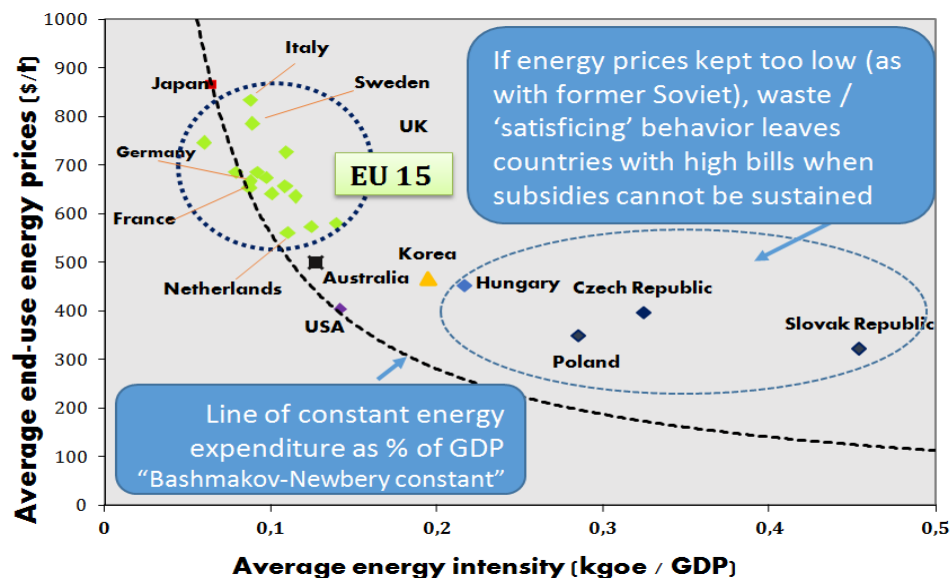 Average end-use energy prices ($/t)
1000
900
800
700
600
500
400
300
200
100
0
Italy
Japan
Sweden
UK
Germany
EU 15
France
Netherlands
Australia
Korea
USA
Hungary
Czech Republic
Poland
Slovak Republic
If energy prices kept too low (as
with former Soviet), waste /
‘satisficing’ behavior leaves
countries with high bills when
subsidies cannot be sustained
Line of constant energy
expenditure as % of GDP
“Bashmakov-Newbery constant”
0
0,1
0,2
0,3
0,4
0,5
Average energy intensity (kgoe / GDP)